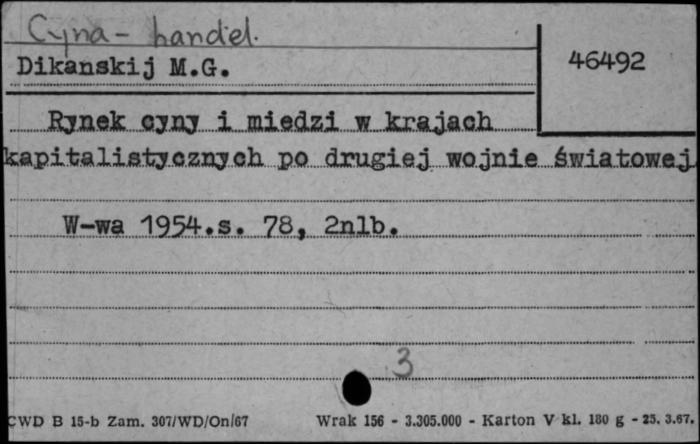 Cyna - handel.
Dikanskij M.G.
46492
Rynek cyny i miedzi w krajach
kapitalistycznych po drugiej wojnie światowej
W-wa 1954.s. 78, 2nlb.
3
CWD B 15-b Zam. 307/WD/On/67 Wrak 156 - 3.305.000 - Karton V kl. 180 g - 25. 3.67.